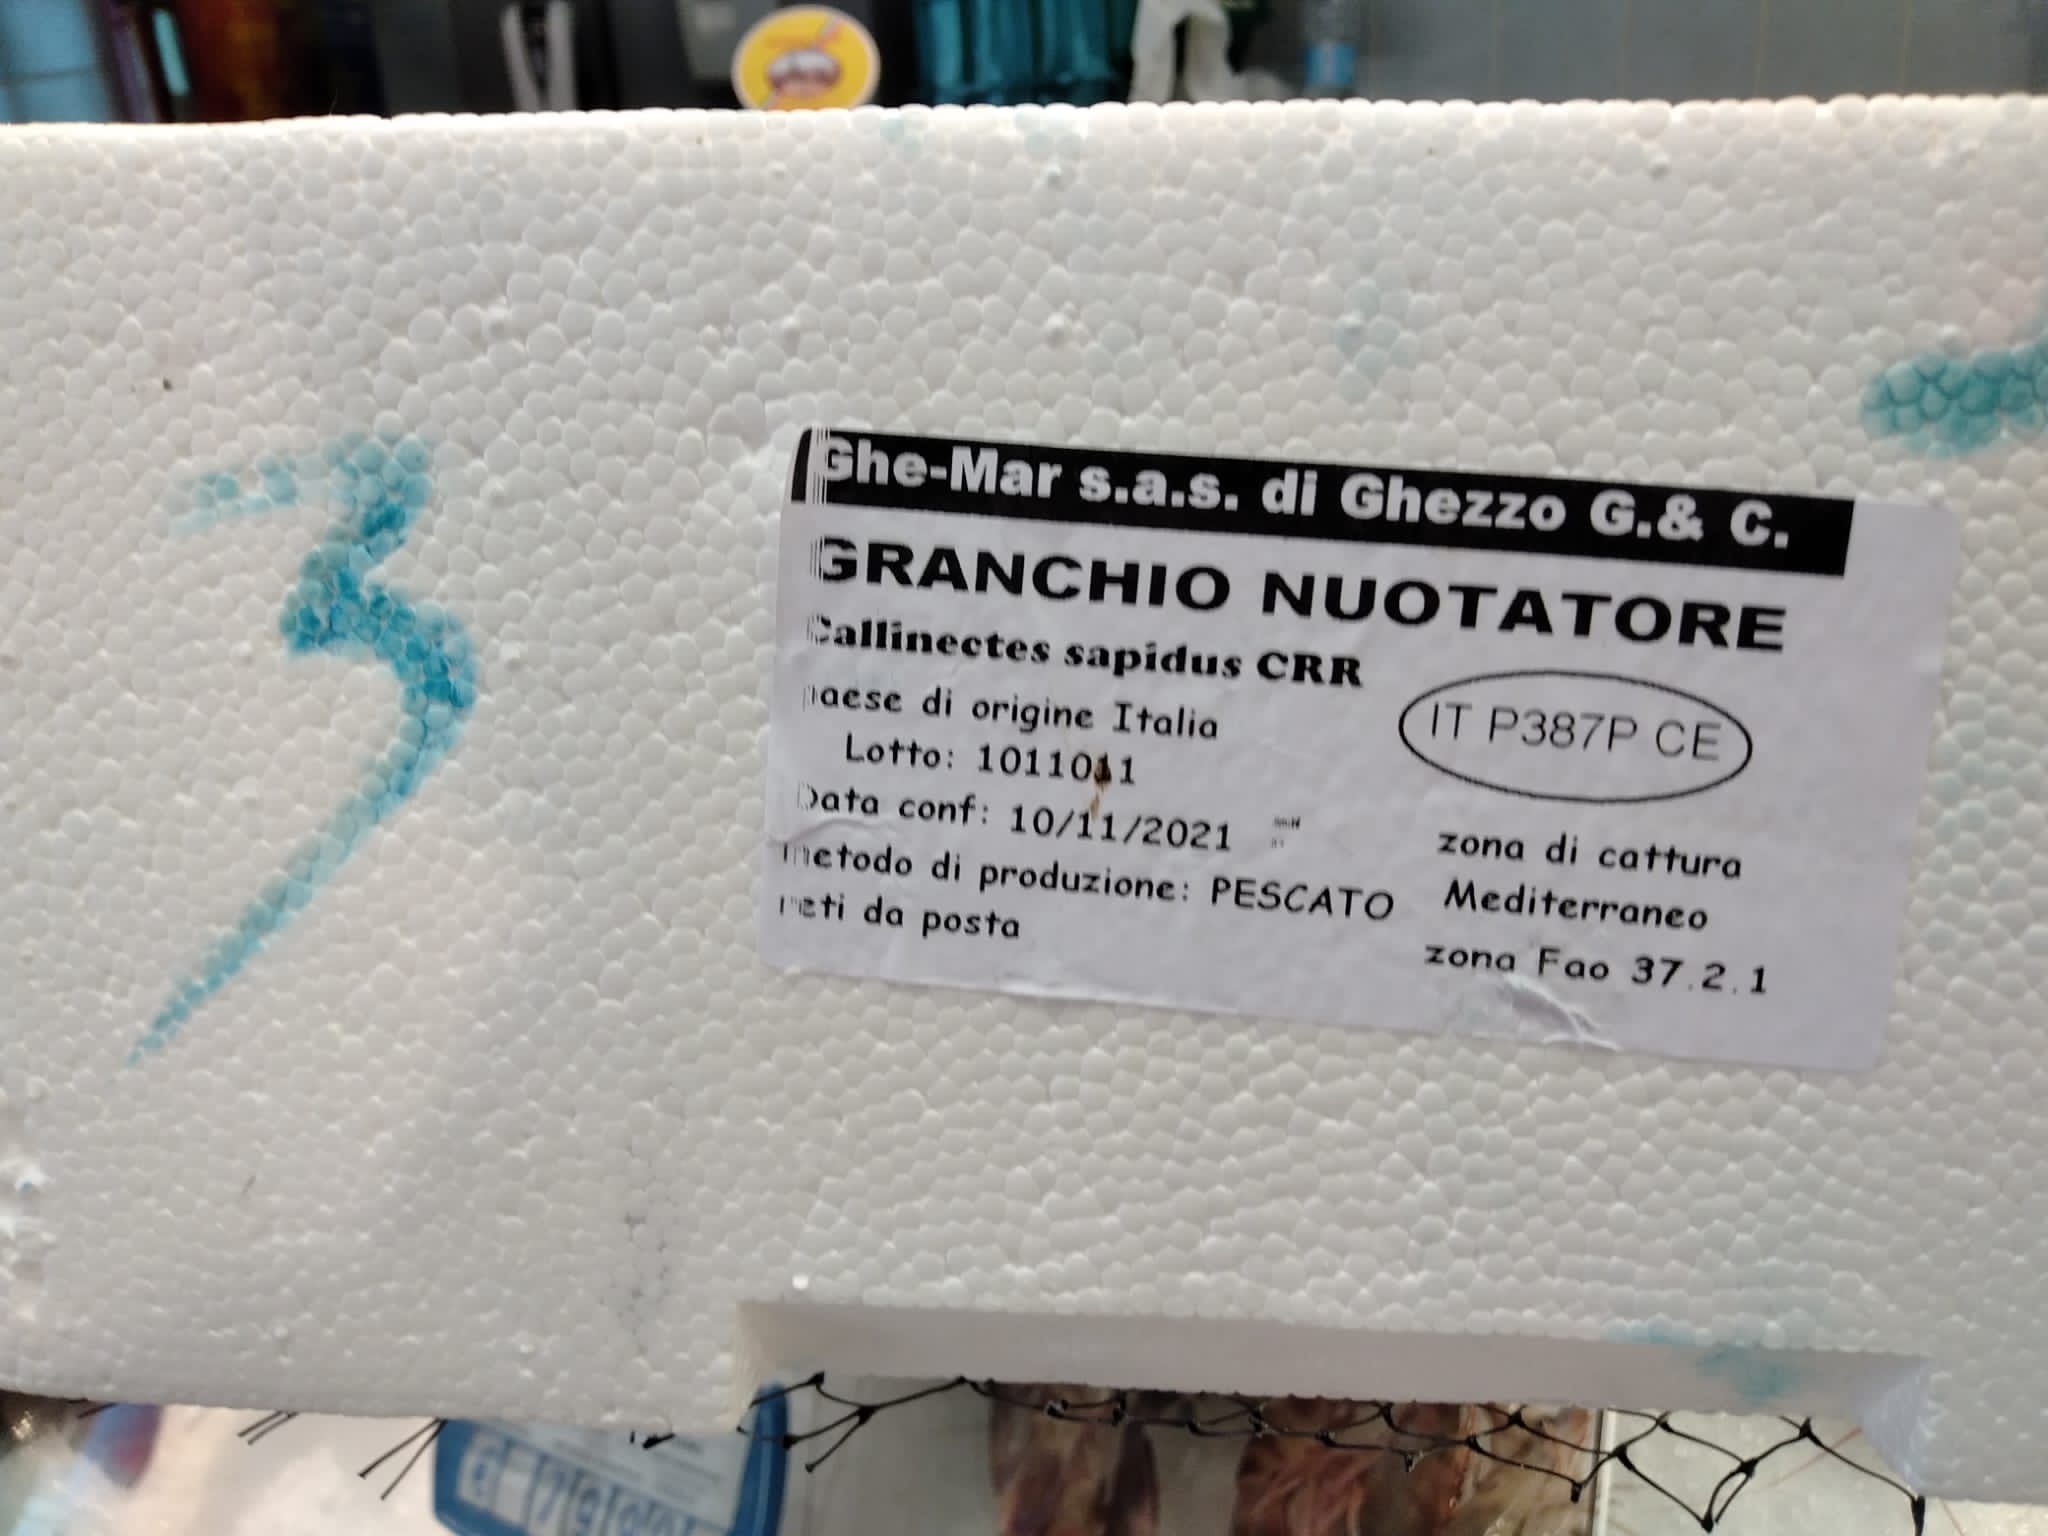 3
Ghe-Mar s.a.s. di Ghezzo G.& C.
GRANCHIO NUOTATORE
Callinectes sapidus CRR
paese di origine Italia
IT P387P CE
Lotto: 1011011
Data conf: 10/11/2021
metodo di produzione: PESCATO
reti da posta
zona di cattura
Mediterraneo
zona Fao 37.2.1